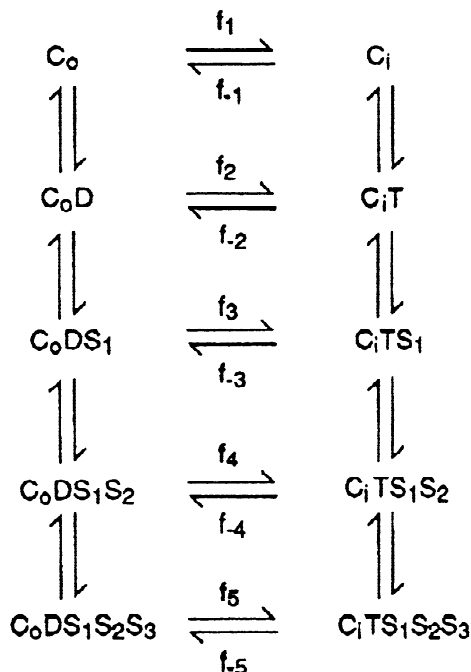 f₁
Cₒ Cᵢ
f₋₁
f₂
CₒD CᵢT
f₋₂
f₃
CₒDS₁ CᵢTS₁
f₋₃
f₄
CₒDS₁S₂ CᵢTS₁S₂
f₋₄
f₅
CₒDS₁S₂S₃ CᵢTS₁S₂S₃
f₋₅